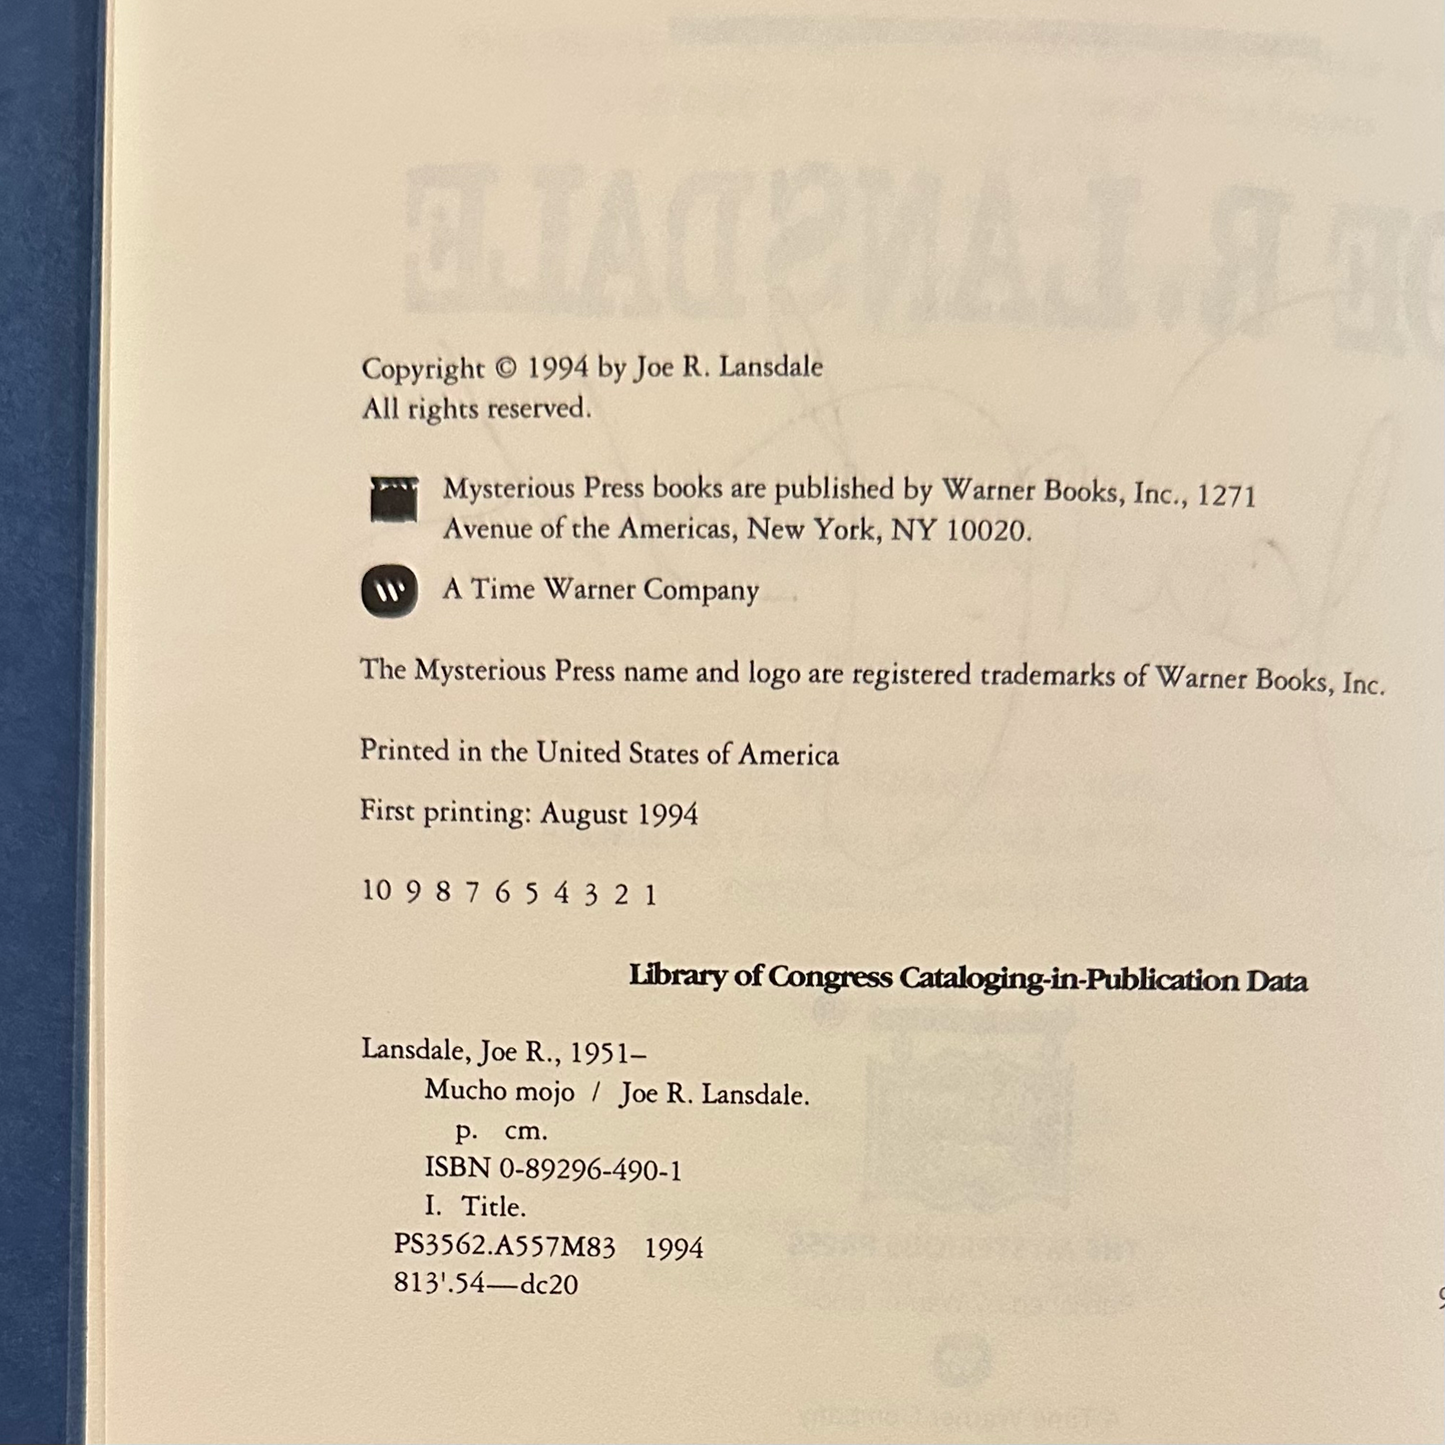 JOE R. LANSDALE
Copyright © 1994 by Joe R. Lansdale
All rights reserved.
Mysterious Press books are published by Warner Books, Inc., 1271
Avenue of the Americas, New York, NY 10020.
A Time Warner Company
The Mysterious Press name and logo are registered trademarks of Warner Books, Inc.
Printed in the United States of America
First printing: August 1994
10 9 8 7 6 5 4 3 2 1
Library of Congress Cataloging-in-Publication Data
Lansdale, Joe R., 1951–
Mucho mojo / Joe R. Lansdale.
p. cm.
ISBN 0-89296-490-1
I. Title.
PS3562.A557M83 1994
813'.54—dc20